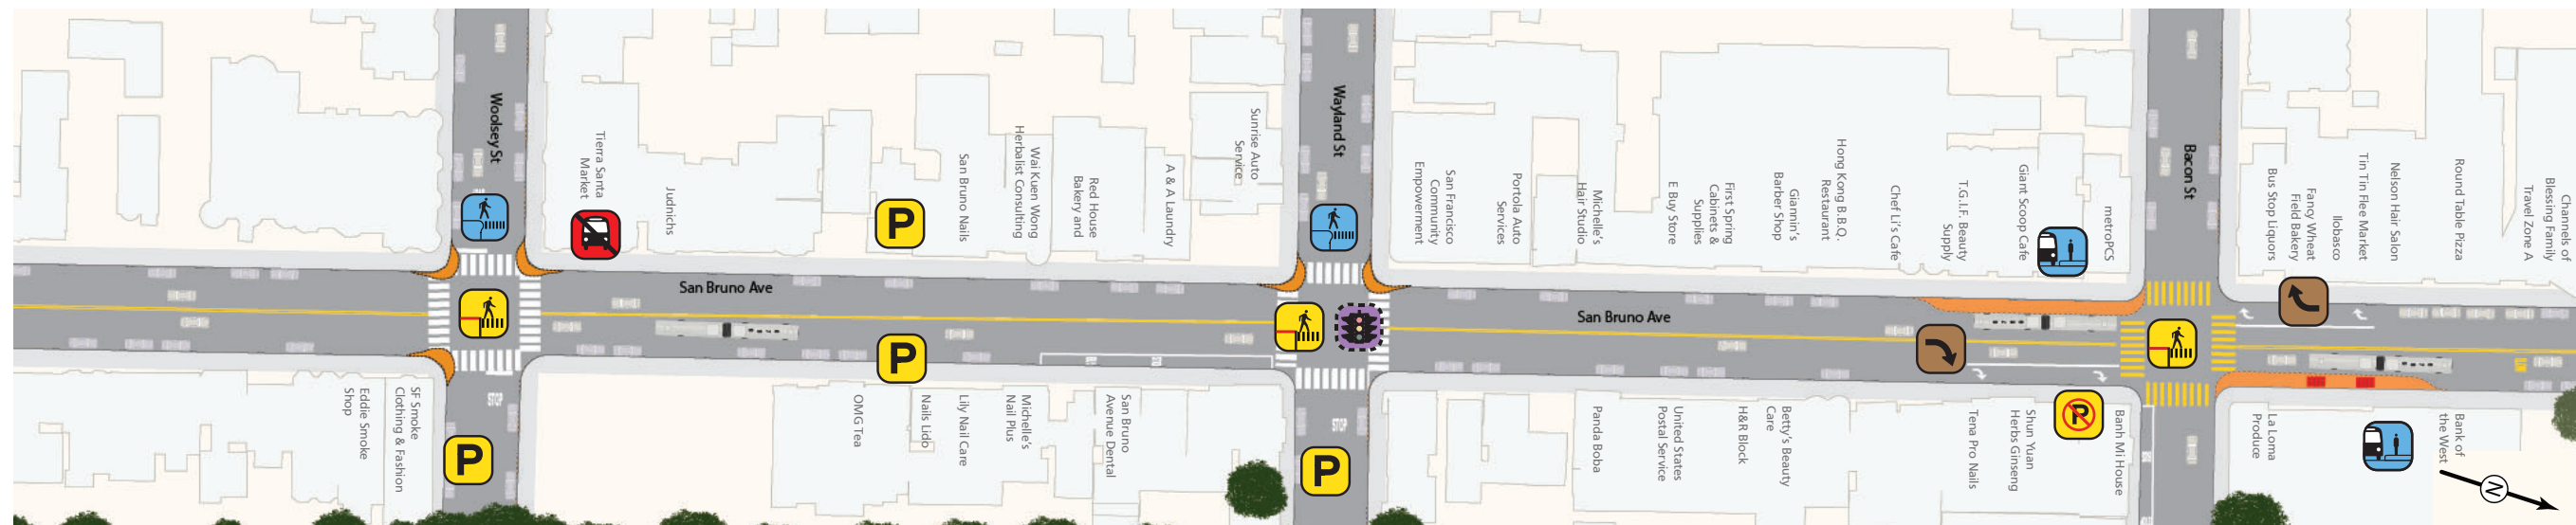 Woolsey St
Tierra Santa
Market
Judnichs
P
San Bruno Nails
Wai Kuen Wong
Herbalist Consulting
Red House
Bakery and
A & A Laundry
Sunrise Auto
Service
Wayland St
San Francisco
Community
Empowerment
Portola Auto
Services
Michelle's
Hair Studio
E Buy Store
First Spring
Cabinets &
Supplies
Giannin's
Barber Shop
Hong Kong B.B.Q.
Restaurant
Chef Li's Cafe
T.G.I.F. Beauty
Supply
Giant Scoop Cafe
metroPCS
Bacon St
Bus Stop Liquors
Fancy Wheat
Field Bakery
Ilobasco
Tin Tin Flee Market
Nelson Hair Salon
Round Table Pizza
Channels of
Blessing Family
Travel Zone A
San Bruno Ave
San Bruno Ave
P
STOP
STOP
Eddie Smoke
Shop
SF Smoke
Clothing & Fashion
P
OMG Tea
Nails Lido
Lily Nail Care
Michelle's
Nail Plus
San Bruno
Avenue Dental
P
Panda Boba
United States
Postal Service
H&R Block
Betty's Beauty
Care
Tena Pro Nails
Shun Yuan
Herbs Ginseng
P
Banh Mi House
La Loma
Produce
Bank of
the West
N